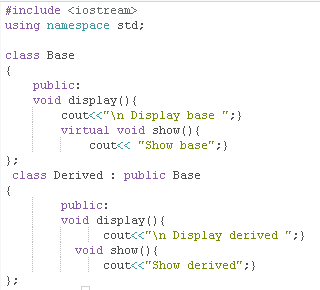 #include <iostream>
using namespace std;

class Base
{
    public:
    void display(){
        cout<<"\n Display base ";}
        virtual void show(){
            cout<< "Show base";}
};
 class Derived : public Base
{
        public:
        void display(){
              cout<<"\n Display derived ";}
          void show(){
              cout<<"Show derived";}
};